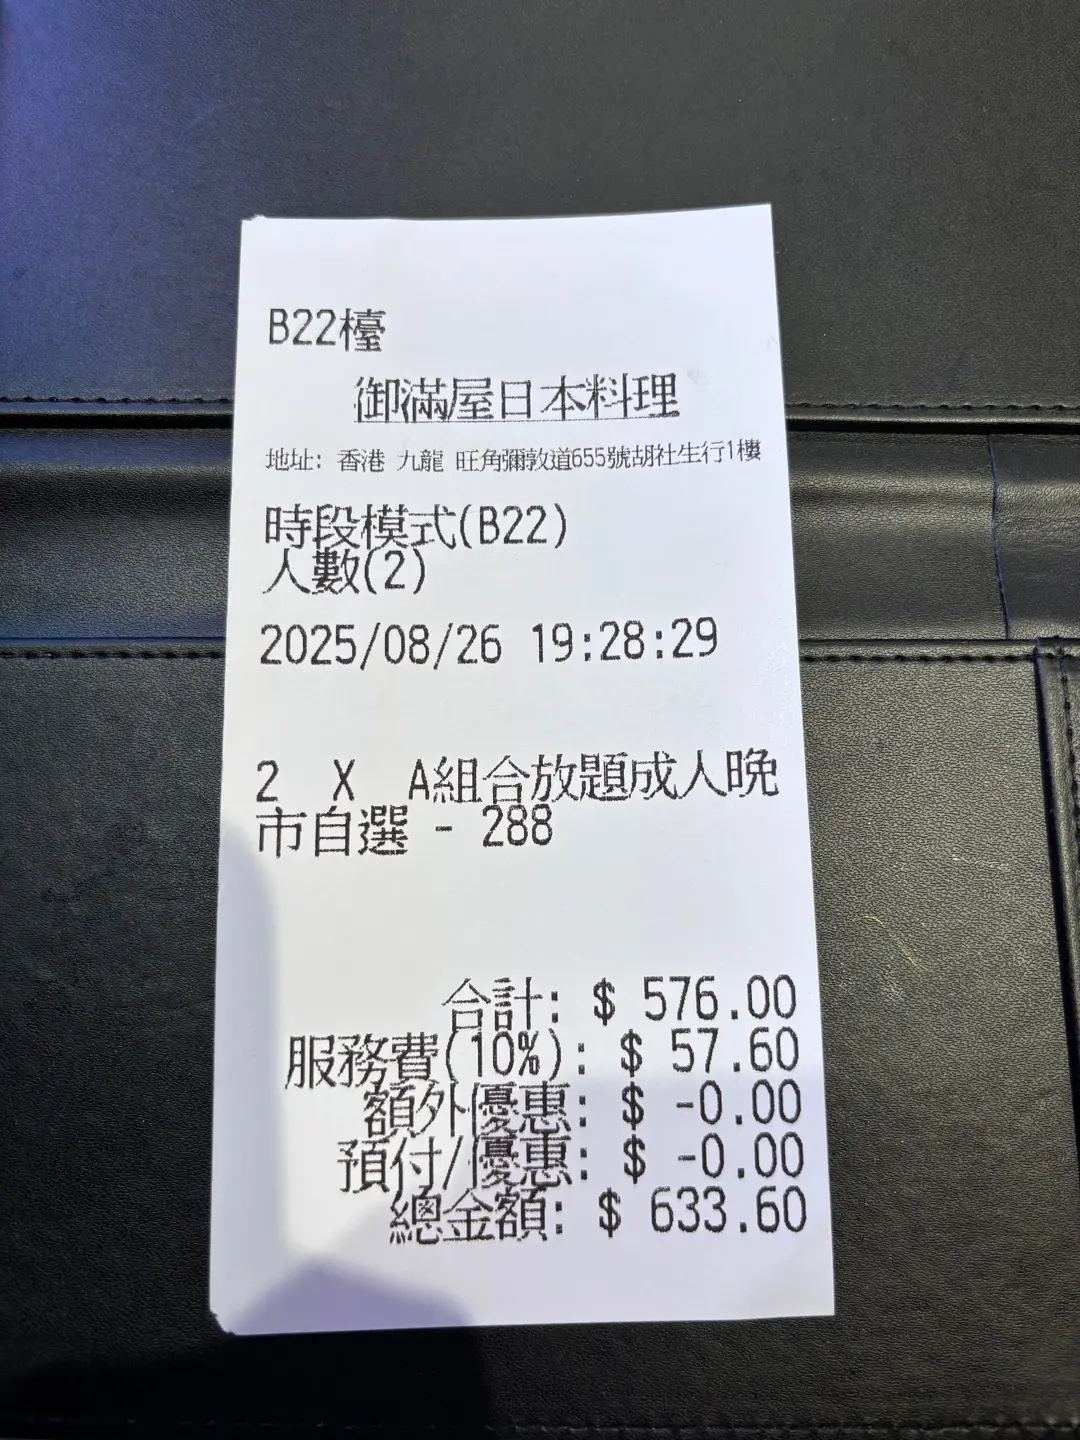 B22檯
御滿屋日本料理
地址: 香港 九龍 旺角彌敦道655號胡社生行1樓
時段模式(B22)
人數(2)
2025/08/26 19:28:29
2 X A組合放題成人晚
市自選 - 288
合計: $ 576.00
服務費(10%): $ 57.60
額外優惠: $ -0.00
預付/優惠: $ -0.00
總金額: $ 633.60